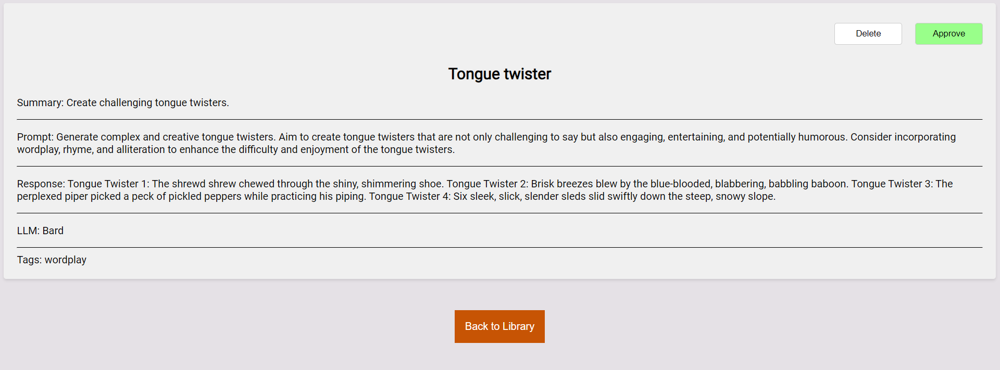 Delete
Approve
Tongue twister
Summary: Create challenging tongue twisters.
Prompt: Generate complex and creative tongue twisters. Aim to create tongue twisters that are not only challenging to say but also engaging, entertaining, and potentially humorous. Consider incorporating
wordplay, rhyme, and alliteration to enhance the difficulty and enjoyment of the tongue twisters.
Response: Tongue Twister 1: The shrewd shrew chewed through the shiny, shimmering shoe. Tongue Twister 2: Brisk breezes blew by the blue-blooded, blabbering, babbling baboon. Tongue Twister 3: The
perplexed piper picked a peck of pickled peppers while practicing his piping. Tongue Twister 4: Six sleek, slick, slender sleds slid swiftly down the steep, snowy slope.
LLM: Bard
Tags: wordplay
Back to Library